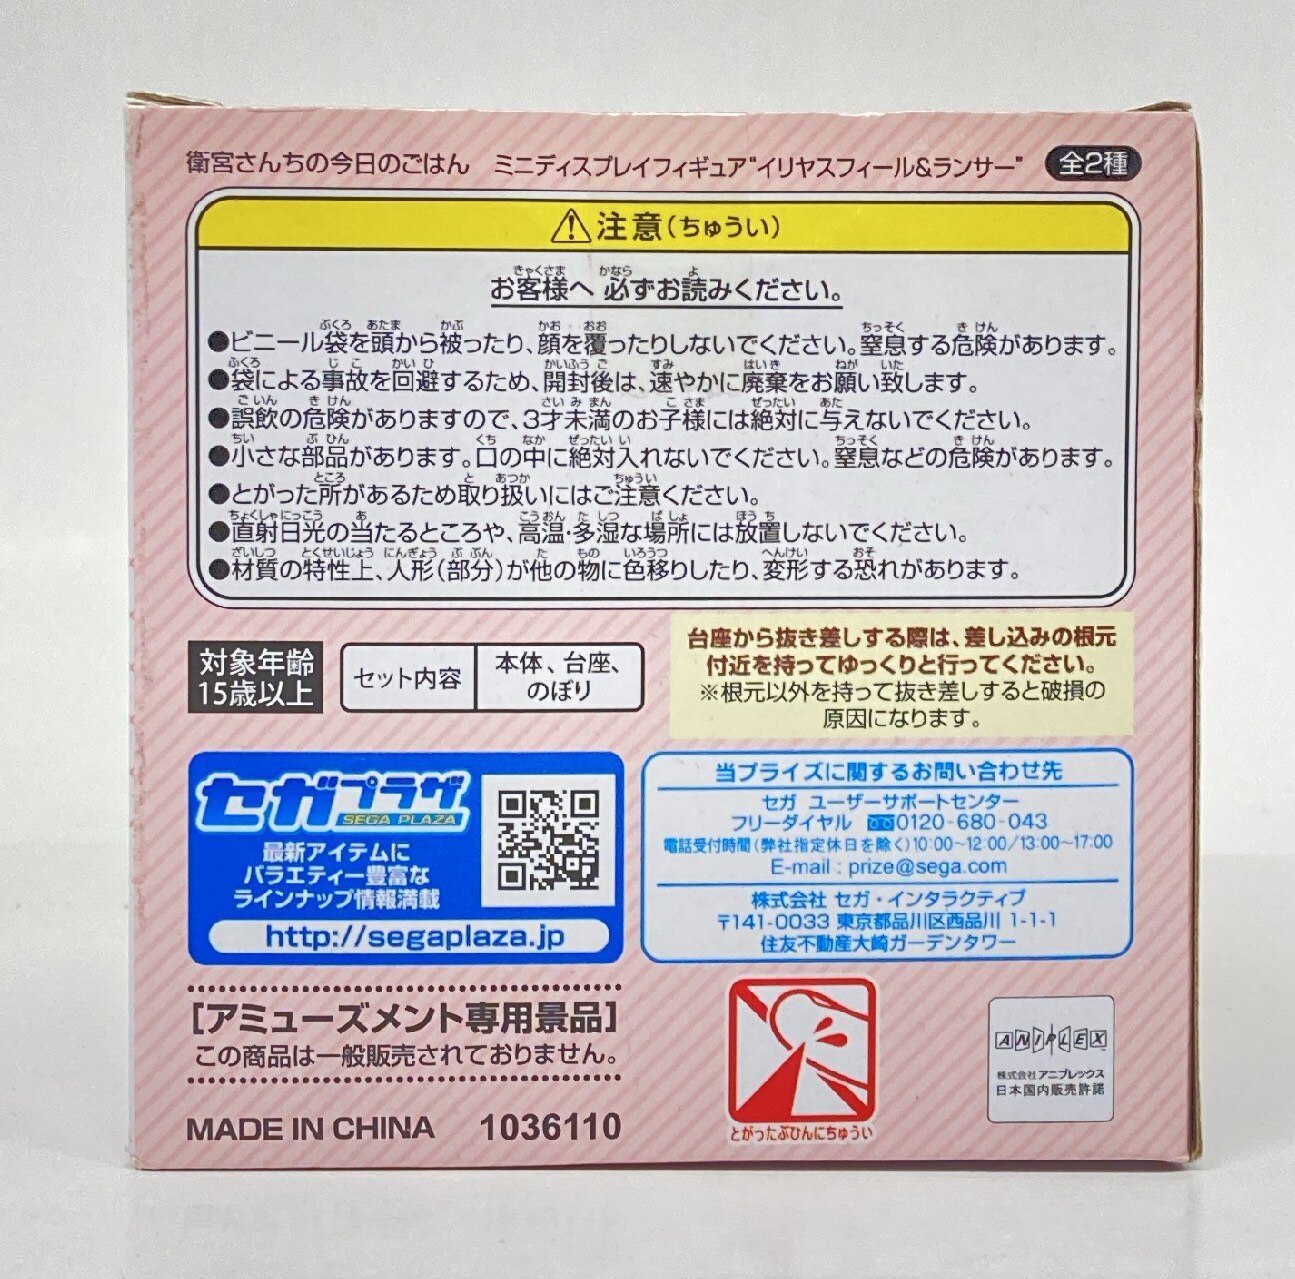 衛宮さんちの今日のごはん ミニディスプレイフィギュア“イリヤスフィール&ランサー” 全2種
⚠注意(ちゅうい)
お客様へ 必ずお読みください。
●ビニール袋を頭から被ったり、顔を覆ったりしないでください。窒息する危険があります。
●袋による事故を回避するため、開封後は、速やかに廃棄をお願い致します。
●誤飲の危険がありますので、3才未満のお子様には絶対に与えないでください。
●小さな部品があります。口の中に絶対入れないでください。窒息などの危険があります。
●とがった所があるため取り扱いにはご注意ください。
●直射日光の当たるところや、高温・多湿な場所には放置しないでください。
●材質の特性上、人形(部分)が他の物に色移りしたり、変形する恐れがあります。
対象年齢
15歳以上
セット内容
本体、台座、
のぼり
台座から抜き差しする際は、差し込みの根元
付近を持ってゆっくりと行ってください。
※根元以外を持って抜き差しすると破損の
原因になります。
セガプラザ
SEGA PLAZA
最新アイテムに
バラエティー豊富な
ラインナップ情報満載
http://segaplaza.jp
当プライズに関するお問い合わせ先
セガ ユーザーサポートセンター
フリーダイヤル 0120-680-043
電話受付時間(弊社指定休日を除く)10:00~12:00/13:00~17:00
E-mail : prize@sega.com
株式会社 セガ・インタラクティブ
〒141-0033 東京都品川区西品川 1-1-1
住友不動産大崎ガーデンタワー
[アミューズメント専用景品]
この商品は一般販売されておりません。
MADE IN CHINA 1036110
とがったぶひんにちゅうい
ANIPLEX
株式会社アニプレックス
日本国内販売許諾